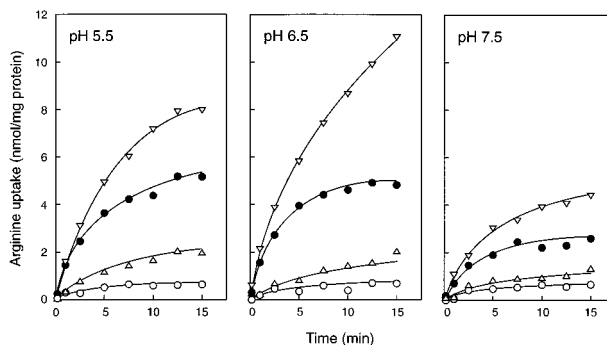 pH 5.5
pH 6.5
pH 7.5
Arginine uptake (nmol/mg protein)
12
10
8
6
4
2
0
0 5 10 15
0 5 10 15
0 5 10 15
Time (min)